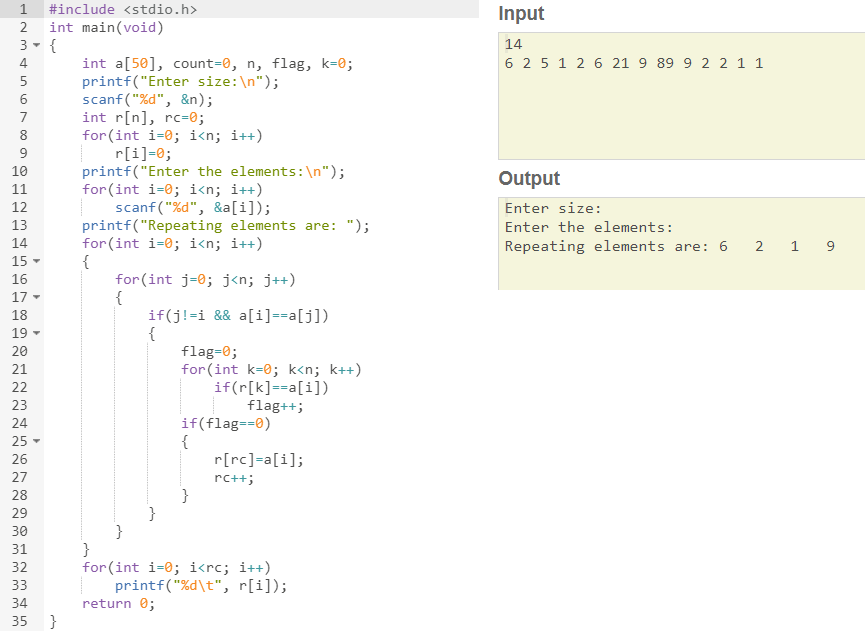 1 #include <stdio.h>
2 int main(void)
3 {
4     int a[50], count=0, n, flag, k=0;
5     printf("Enter size:\n");
6     scanf("%d", &n);
7     int r[n], rc=0;
8     for(int i=0; i<n; i++)
9         r[i]=0;
10     printf("Enter the elements:\n");
11     for(int i=0; i<n; i++)
12         scanf("%d", &a[i]);
13     printf("Repeating elements are: ");
14     for(int i=0; i<n; i++)
15     {
16         for(int j=0; j<n; j++)
17         {
18             if(j!=i && a[i]==a[j])
19             {
20                 flag=0;
21                 for(int k=0; k<n; k++)
22                     if(r[k]==a[i])
23                         flag++;
24                 if(flag==0)
25                 {
26                     r[rc]=a[i];
27                     rc++;
28                 }
29             }
30         }
31     }
32     for(int i=0; i<rc; i++)
33         printf("%d\t", r[i]);
34     return 0;
35 }
Input
14
6 2 5 1 2 6 21 9 89 9 2 2 1 1
Output
Enter size:
Enter the elements:
Repeating elements are: 6   2   1   9